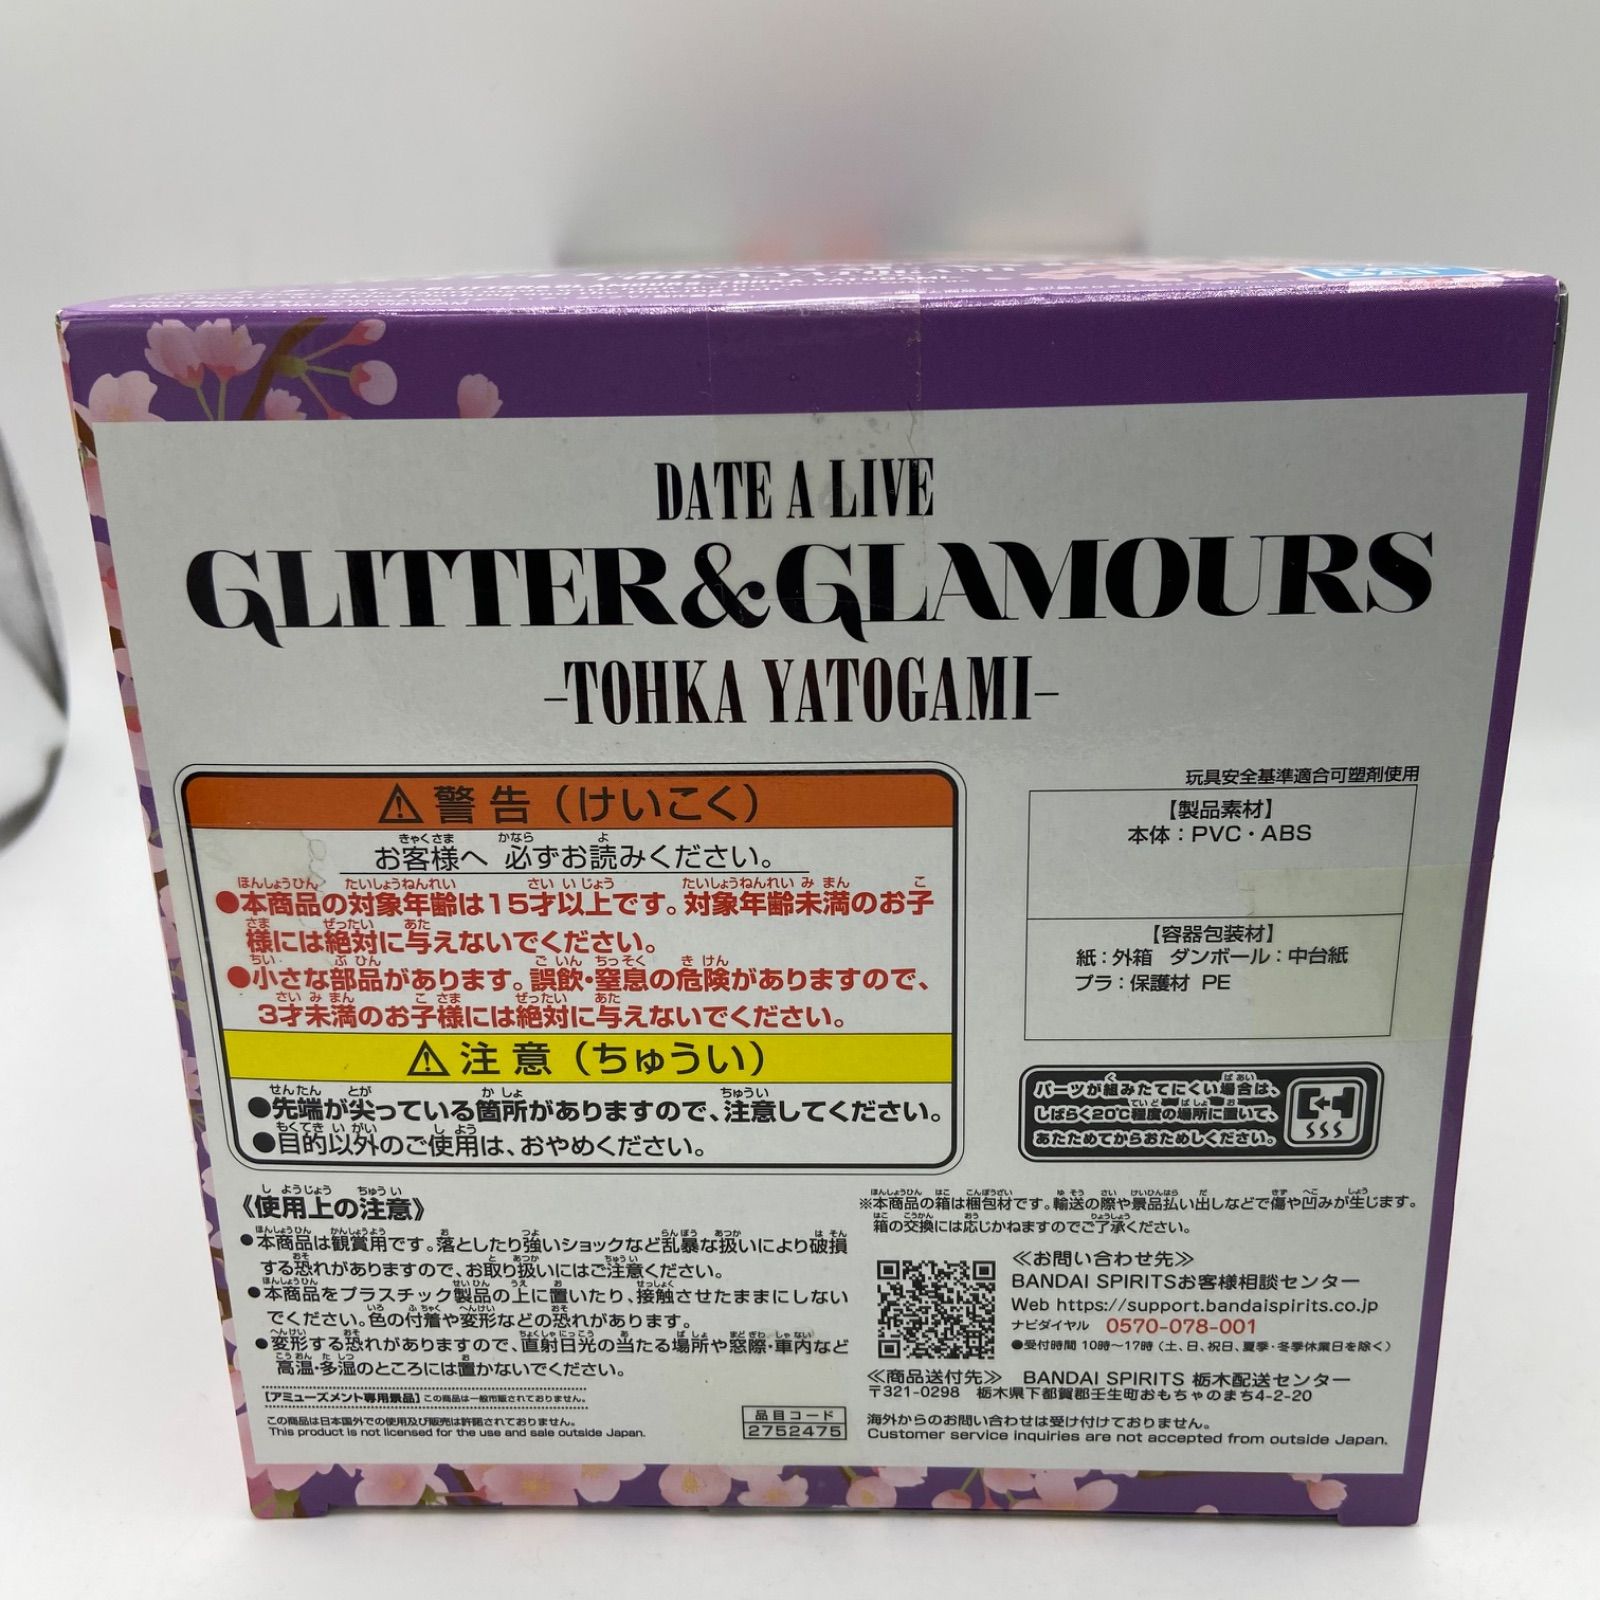 DATE A LIVE
GLITTER&GLAMOURS
-TOHKA YATOGAMI-
⚠警告（けいこく）
お客様へ 必ずお読みください。
●本商品の対象年齢は15才以上です。対象年齢未満のお子
様には絶対に与えないでください。
●小さな部品があります。誤飲・窒息の危険がありますので、
3才未満のお子様には絶対に与えないでください。
⚠注意（ちゅうい）
●先端が尖っている箇所がありますので、注意してください。
●目的以外のご使用は、おやめください。
玩具安全基準適合可塑剤使用
【製品素材】
本体：PVC・ABS
【容器包装材】
紙：外箱 ダンボール：中台紙
プラ：保護材 PE
パーツが組みたてにくい場合は、
しばらく20℃程度の場所に置いて、
あたためてからおためしください。
《使用上の注意》
●本商品は観賞用です。落としたり強いショックなど乱暴な扱いにより破損
する恐れがありますので、お取り扱いにはご注意ください。
●本商品をプラスチック製品の上に置いたり、接触させたままにしない
でください。色の付着や変形などの恐れがあります。
●変形する恐れがありますので、直射日光の当たる場所や窓際・車内など
高温・多湿のところには置かないでください。
【アミューズメント専用景品】この商品は一般市販されておりません。
この商品は日本国外での使用及び販売は許諾されておりません。
This product is not licensed for the use and sale outside Japan.
品目コード
2752475
※本商品の箱は梱包材です。輸送の際や景品払い出しなどで傷や凹みが生じます。
箱の交換には応じかねますのでご了承ください。
≪お問い合わせ先≫
BANDAI SPIRITSお客様相談センター
Web https://support.bandaispirits.co.jp
ナビダイヤル 0570-078-001
●受付時間 10時～17時（土、日、祝日、夏季・冬季休業日を除く）
≪商品送付先≫ BANDAI SPIRITS 栃木配送センター
〒321-0298 栃木県下都賀郡壬生町おもちゃのまち4-2-20
海外からのお問い合わせは受け付けておりません。
Customer service inquiries are not accepted from outside Japan.